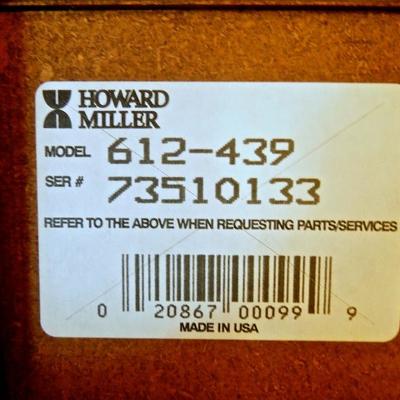 HOWARD
MILLER
MODEL 612-439
SER # 73510133
REFER TO THE ABOVE WHEN REQUESTING PARTS/SERVICES
0 20867 00099 9
MADE IN USA